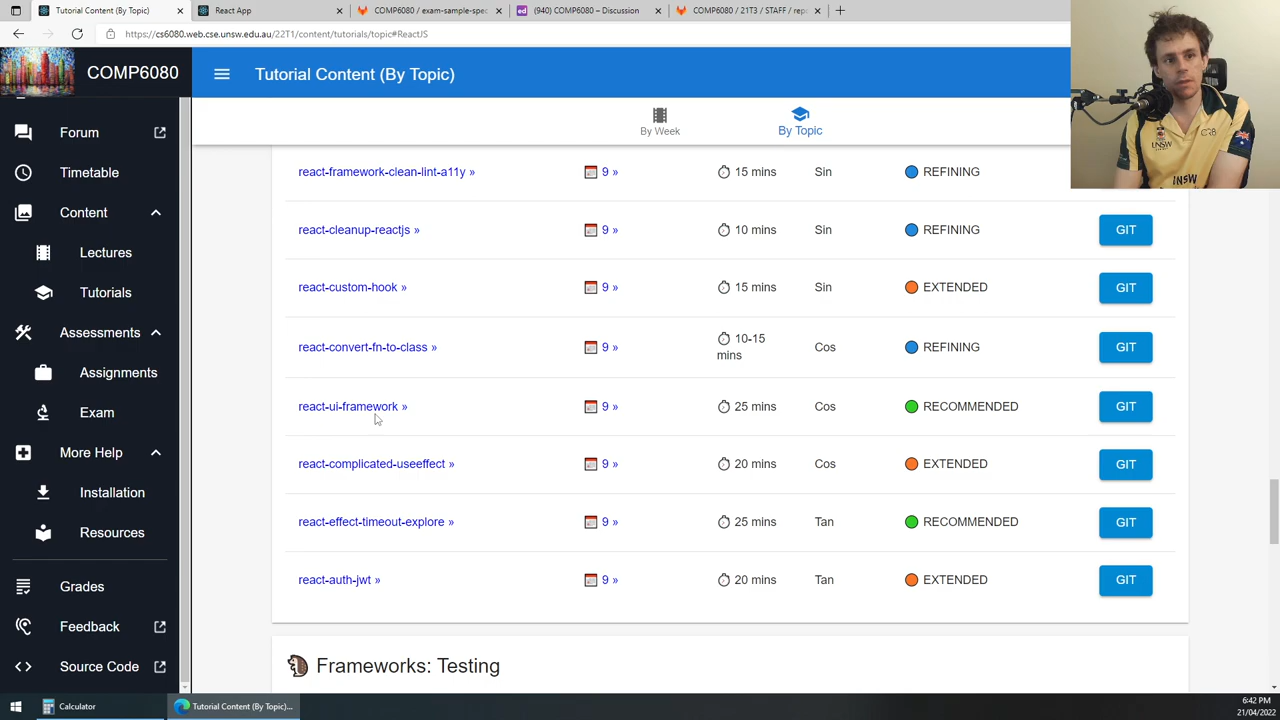 Tutorial Content (By Topic)
React App
COMP6080 / exam-sample-spec
(940) COMP6080 – Discussion
COMP6080 / 21T3 / STAFF / rep
https://cs6080.web.cse.unsw.edu.au/22T1/content/tutorials/topic#ReactJS
COMP6080
Tutorial Content (By Topic)
By Week
By Topic
Forum
Timetable
Content
Lectures
Tutorials
Assessments
Assignments
Exam
More Help
Installation
Resources
Grades
Feedback
Source Code
react-framework-clean-lint-a11y » 9 » 15 mins Sin REFINING
react-cleanup-reactjs » 9 » 10 mins Sin REFINING GIT
react-custom-hook » 9 » 15 mins Sin EXTENDED GIT
react-convert-fn-to-class » 9 » 10-15 mins Cos REFINING GIT
react-ui-framework » 9 » 25 mins Cos RECOMMENDED GIT
react-complicated-useeffect » 9 » 20 mins Cos EXTENDED GIT
react-effect-timeout-explore » 9 » 25 mins Tan RECOMMENDED GIT
react-auth-jwt » 9 » 20 mins Tan EXTENDED GIT
Frameworks: Testing
UNSW
CR8
UNSW
Calculator
Tutorial Content (By Topic)...
6:42 PM
21/04/2022